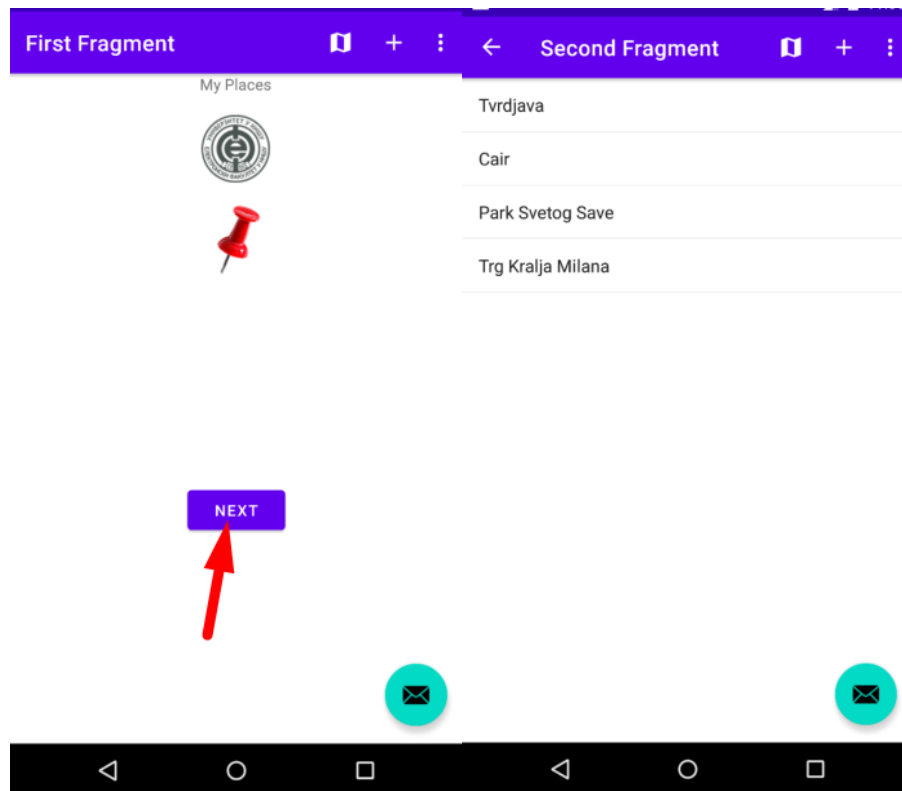 First Fragment
My Places
NEXT
Second Fragment
Tvrdjava
Cair
Park Svetog Save
Trg Kralja Milana